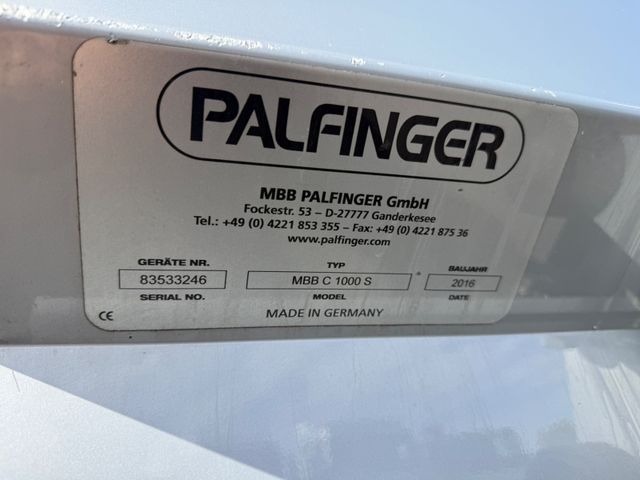 PALFINGER
MBB PALFINGER GmbH
Fockestr. 53 – D-27777 Ganderkesee
Tel.: +49 (0) 4221 853 355 – Fax: +49 (0) 4221 875 36
www.palfinger.com
GERÄTE NR. TYP BAUJAHR
83533246 MBB C 1000 S 2016
SERIAL NO. MODEL DATE
CE MADE IN GERMANY